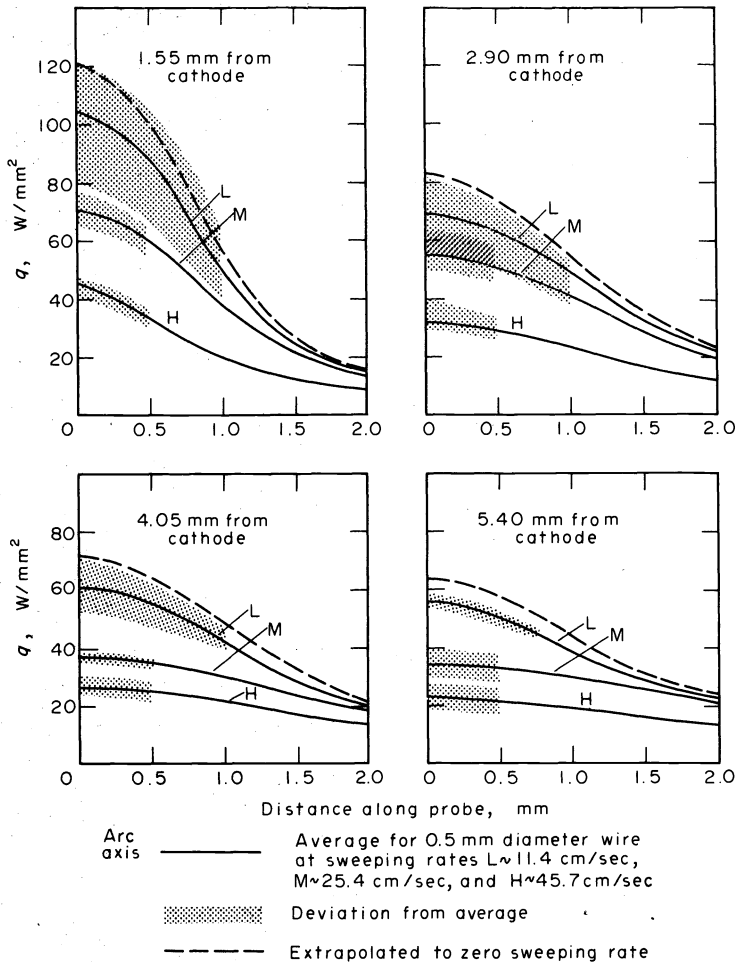 1.55 mm from
cathode
2.90 mm from
cathode
120
100
80
60
40
20
q, W/mm²
L
M
H
L
M
H
0 0.5 1.0 1.5 2.0
0 0.5 1.0 1.5 2.0
4.05 mm from
cathode
5.40 mm from
cathode
80
60
40
20
q, W/mm²
L
M
H
L
M
H
0 0.5 1.0 1.5 2.0
0 0.5 1.0 1.5 2.0
Distance along probe, mm
Arc
axis
Average for 0.5 mm diameter wire
at sweeping rates L~11.4 cm/sec,
M~25.4 cm/sec, and H~45.7cm/sec
Deviation from average
Extrapolated to zero sweeping rate